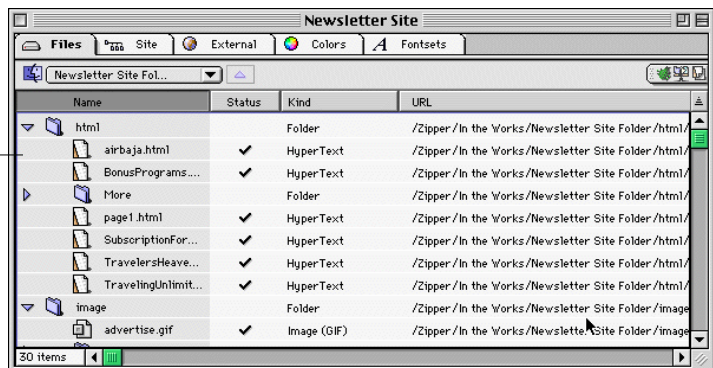 Newsletter Site
Files Site External Colors A Fontsets
Newsletter Site Fol...
Name Status Kind URL
html Folder /Zipper/In the Works/Newsletter Site Folder/html/
airbaja.html HyperText /Zipper/In the Works/Newsletter Site Folder/html/
BonusPrograms.... HyperText /Zipper/In the Works/Newsletter Site Folder/html/
More Folder /Zipper/In the Works/Newsletter Site Folder/html/
page1.html HyperText /Zipper/In the Works/Newsletter Site Folder/html/
SubscriptionFor... HyperText /Zipper/In the Works/Newsletter Site Folder/html/
TravelersHeave... HyperText /Zipper/In the Works/Newsletter Site Folder/html/
TravelingUnlimit... HyperText /Zipper/In the Works/Newsletter Site Folder/html/
image Folder /Zipper/In the Works/Newsletter Site Folder/image
advertise.gif Image (GIF) /Zipper/In the Works/Newsletter Site Folder/image
30 items